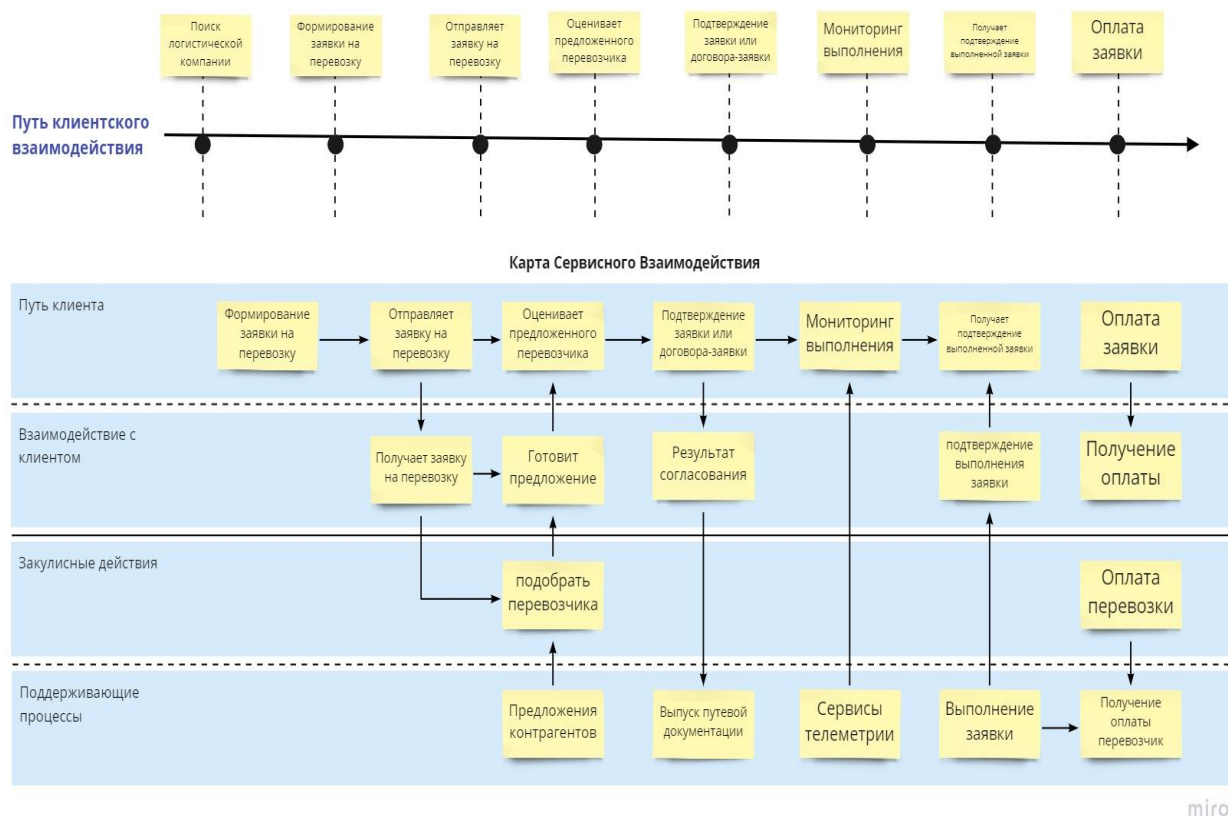 Поиск
логистической
компании
Формирование
заявки на
перевозку
Отправляет
заявку на
перевозку
Оценивает
предложенного
перевозчика
Подтверждение
заявки или
договора-заявки
Мониторинг
выполнения
Получает
подтверждение
выполненной заявки
Оплата
заявки
Путь клиентского
взаимодействия
Карта Сервисного Взаимодействия
Путь клиента
Формирование
заявки на
перевозку
Отправляет
заявку на
перевозку
Оценивает
предложенного
перевозчика
Подтверждение
заявки или
договора-заявки
Мониторинг
выполнения
Получает
подтверждение
выполненной заявки
Оплата
заявки
Взаимодействие с
клиентом
Получает заявку
на перевозку
Готовит
предложение
Результат
согласования
подтверждение
выполнения
заявки
Получение
оплаты
Закулисные действия
подобрать
перевозчика
Оплата
перевозки
Поддерживающие
процессы
Предложения
контрагентов
Выпуск путевой
документации
Сервисы
телеметрии
Выполнение
заявки
Получение
оплаты
перевозчик
miro